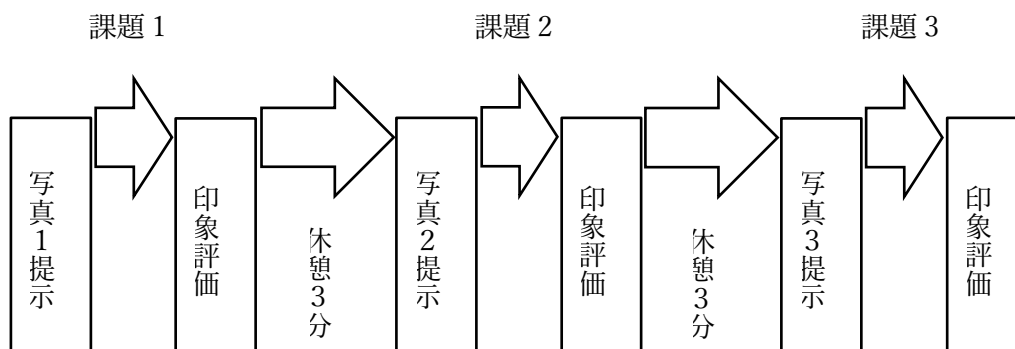 課題 1
課題 2
課題 3
写真1提示
印象評価
休憩3分
写真2提示
印象評価
休憩3分
写真3提示
印象評価